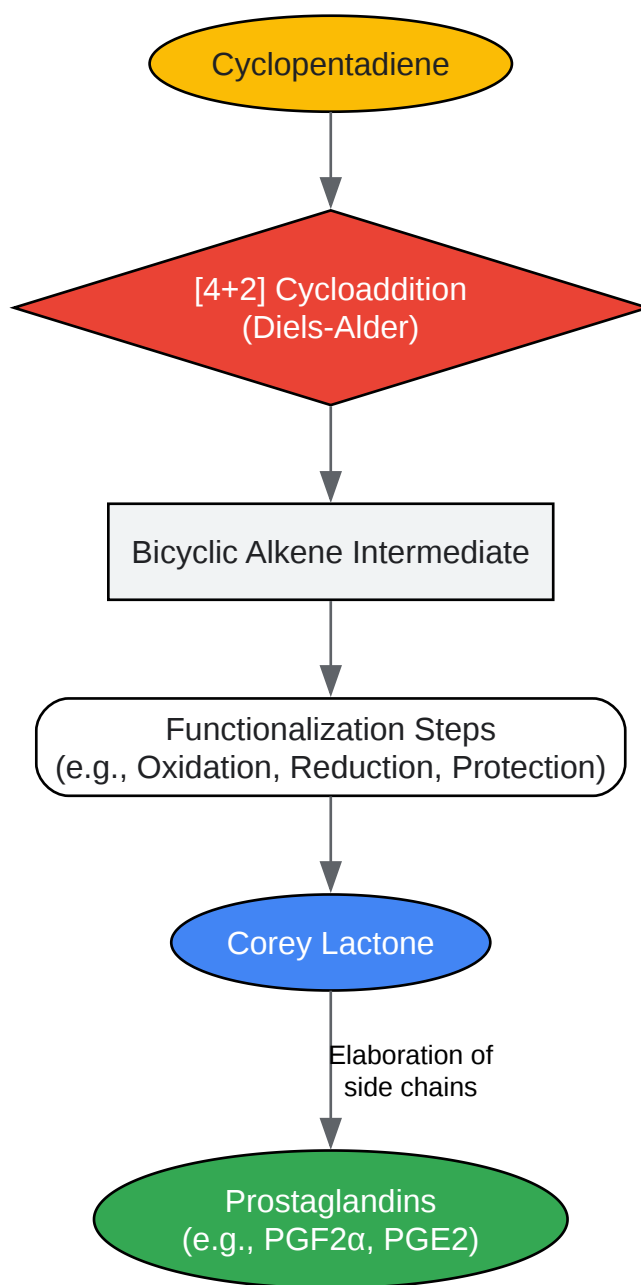 Cyclopentadiene
[4+2] Cycloaddition
(Diels-Alder)
Bicyclic Alkene Intermediate
Functionalization Steps
(e.g., Oxidation, Reduction, Protection)
Corey Lactone
Elaboration of
side chains
Prostaglandins
(e.g., PGF2α, PGE2)